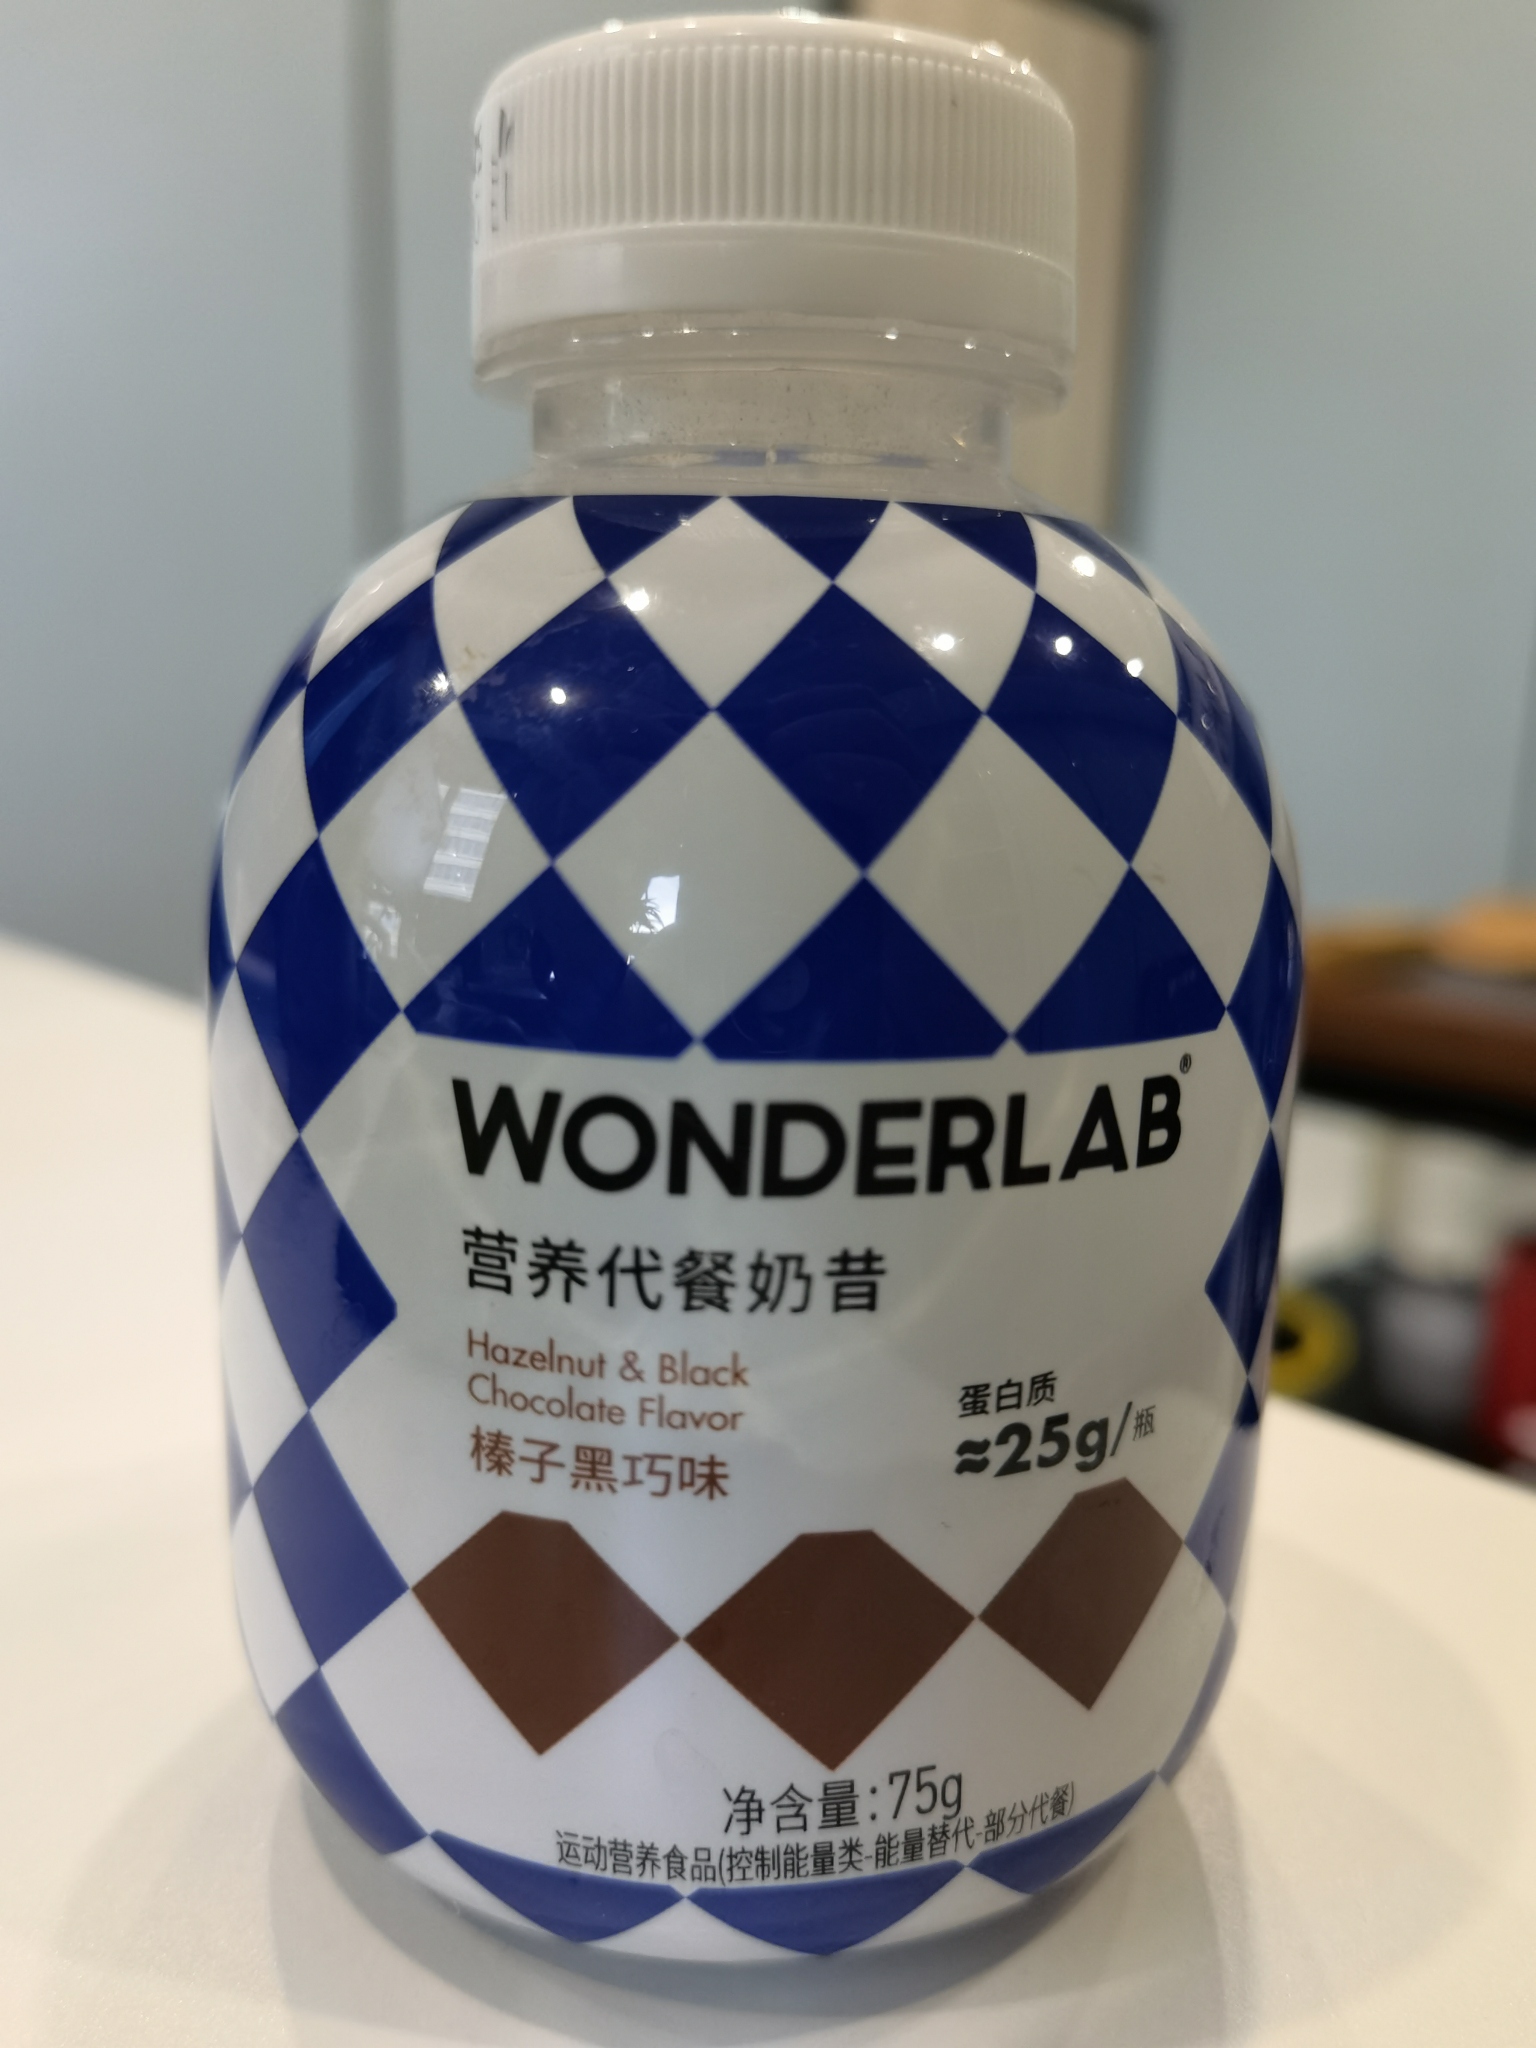 WONDERLAB®
营养代餐奶昔
Hazelnut & Black
Chocolate Flavor
榛子黑巧味
蛋白质
≈25g/瓶
净含量:75g
运动营养食品(控制能量类-能量替代-部分代餐)